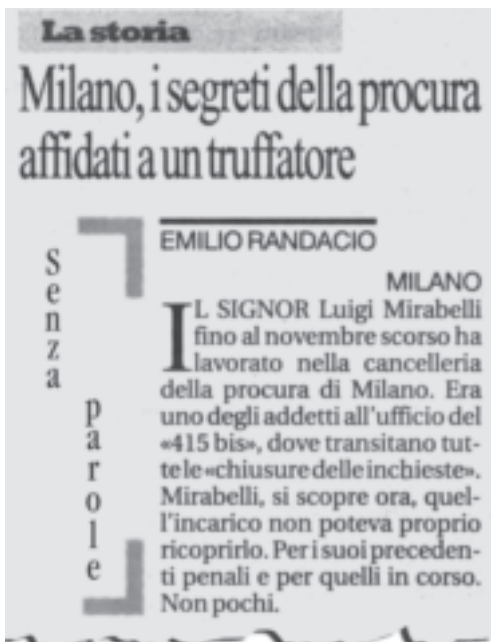 La storia
Milano, i segreti della procura
affidati a un truffatore
Senza
parole
EMILIO RANDACIO
MILANO
IL SIGNOR Luigi Mirabelli
fino al novembre scorso ha
lavorato nella cancelleria
della procura di Milano. Era
uno degli addetti all'ufficio del
«415 bis», dove transitano tut-
te le «chiusure delle inchieste».
Mirabelli, si scopre ora, quel-
l'incarico non poteva proprio
ricoprirlo. Per i suoi preceden-
ti penali e per quelli in corso.
Non pochi.